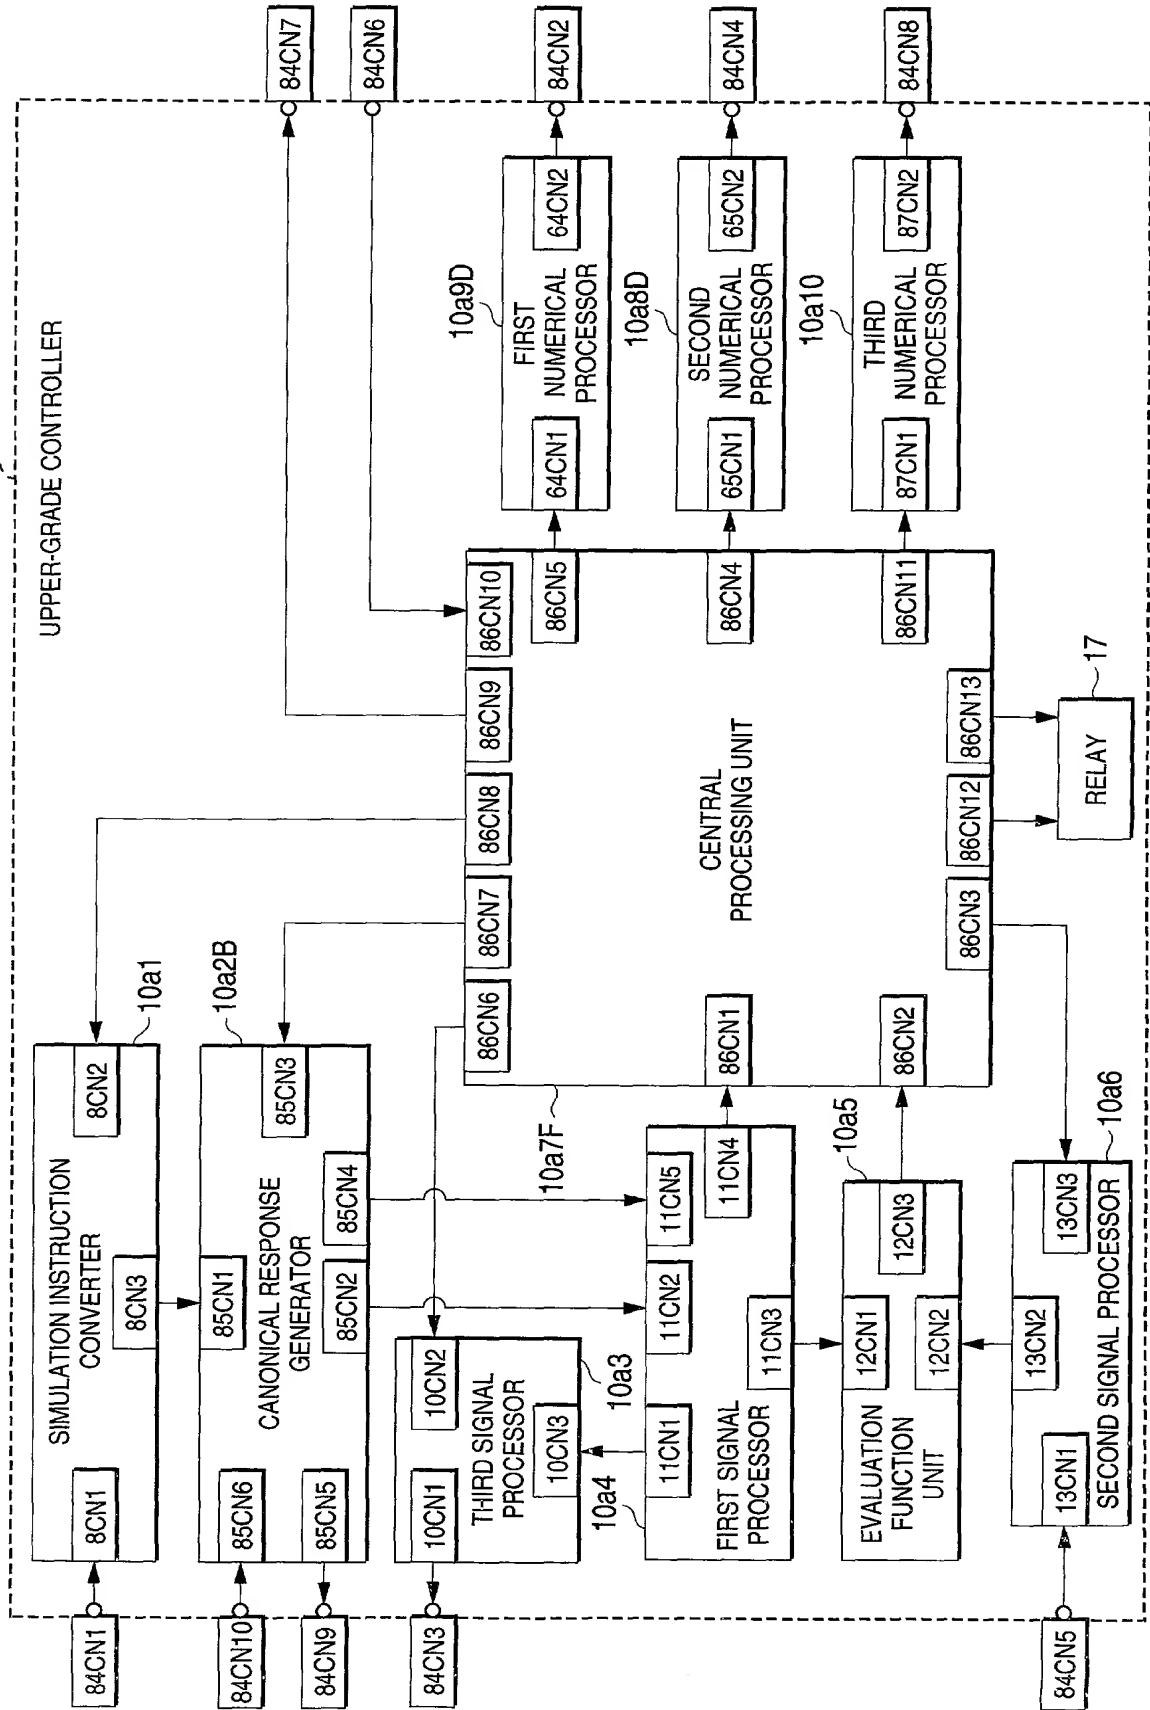 UPPER-GRADE CONTROLLER
84CN1
8CN1
SIMULATION INSTRUCTION
CONVERTER
8CN2
8CN3
10a1
84CN10
84CN9
85CN6
85CN5
85CN1
CANONICAL RESPONSE
GENERATOR
85CN3
85CN2
85CN4
10a2B
84CN3
10CN1
THIRD SIGNAL
PROCESSOR
10CN2
10CN3
10a3
10a4
11CN1
FIRST SIGNAL
PROCESSOR
11CN2
11CN5
11CN3
11CN4
EVALUATION
FUNCTION
UNIT
12CN1
12CN2
12CN3
10a5
84CN5
13CN1
13CN2
13CN3
SECOND SIGNAL PROCESSOR
10a6
10a7F
86CN6
86CN7
86CN8
86CN9
86CN10
86CN1
86CN2
CENTRAL
PROCESSING UNIT
86CN5
86CN4
86CN11
86CN3
86CN12
86CN13
RELAY
17
84CN7
84CN6
10a9D
64CN1
FIRST
NUMERICAL
PROCESSOR
64CN2
84CN2
10a8D
65CN1
SECOND
NUMERICAL
PROCESSOR
65CN2
84CN4
10a10
87CN1
THIRD
NUMERICAL
PROCESSOR
87CN2
84CN8